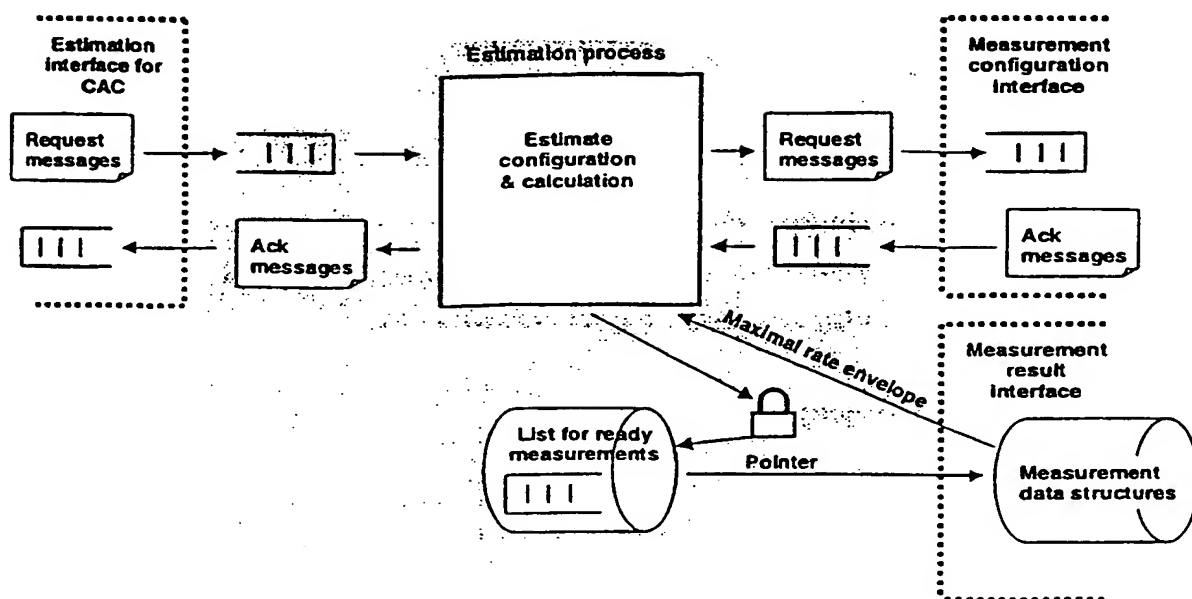 Estimation
interface for
CAC
Request
messages
Ack
messages
Estimation process
Estimate
configuration
& calculation
Request
messages
Measurement
configuration
interface
Ack
messages
Maximal rate envelope
Measurement
result
interface
List for ready
measurements
Pointer
Measurement
data structures